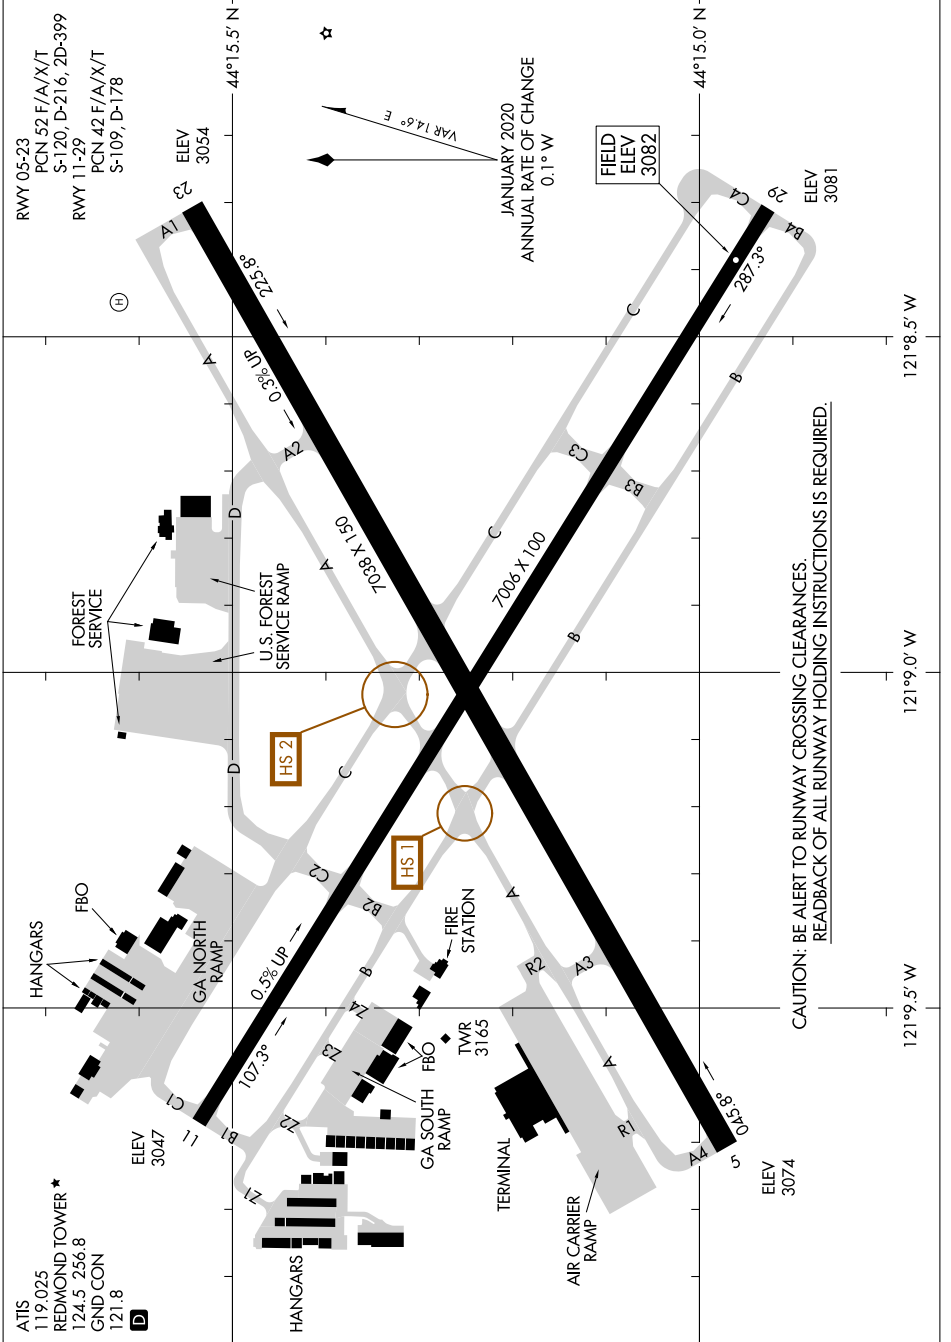 ATIS
119.025
REDMOND TOWER
124.5 256.8
GND CON
121.8
D
RWY 05-23
PCN 52 F/A/X/T
S-120, D-216, 2D-399
RWY 11-29
PCN 42 F/A/X/T
S-109, D-178
HANGARS
FBO
GA NORTH
RAMP
FOREST
SERVICE
U.S. FOREST
SERVICE RAMP
H
ELEV
3054
23
A1
225.8°
0.3% UP
A
A2
D
D
A
7038 X 150
44°15.5' N
VAR 14.6° E
JANUARY 2020
ANNUAL RATE OF CHANGE
0.1° W
FIELD
ELEV
3082
44°15.0' N
ELEV
3047
11
C1
B1
107.3°
0.5% UP
C2
B2
C
HS 2
HS 1
B
Z1
Z2
Z3
Z4
HANGARS
GA SOUTH
RAMP
FBO
TWR
3165
FIRE
STATION
TERMINAL
AIR CARRIER
RAMP
R1
R2
A
A
A3
A4
5
045.8°
ELEV
3074
C
C
C3
B3
7006 X 100
B
B
C4
29
B4
287.3°
ELEV
3081
CAUTION: BE ALERT TO RUNWAY CROSSING CLEARANCES.
READBACK OF ALL RUNWAY HOLDING INSTRUCTIONS IS REQUIRED.
121°9.5' W
121°9.0' W
121°8.5' W